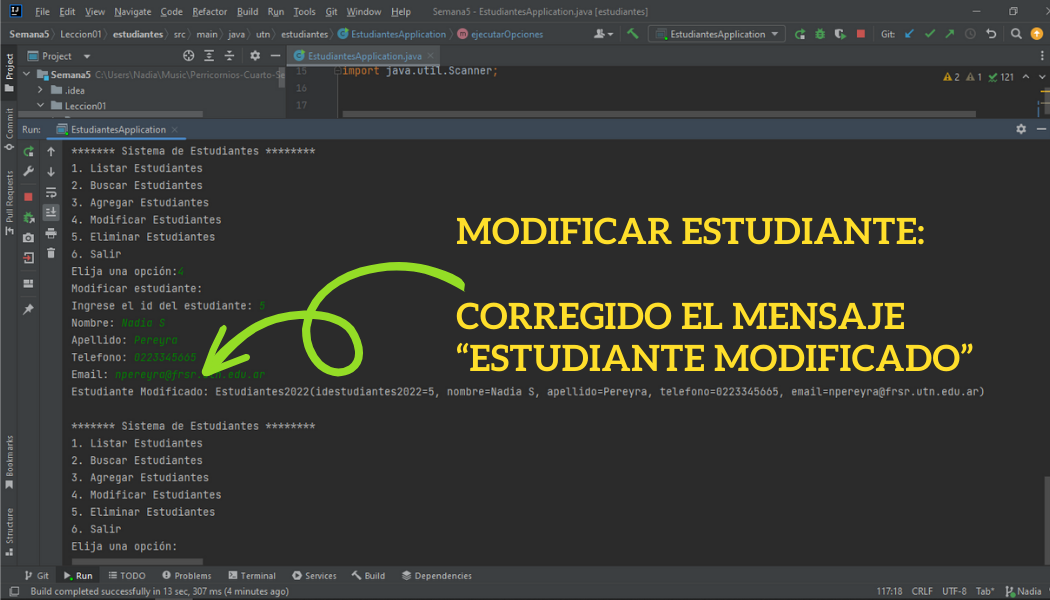 File Edit View Navigate Code Refactor Build Run Tools Git Window Help Semana5 - EstudiantesApplication.java [estudiantes]
Semana5 Leccion01 estudiantes src main java utn estudiantes EstudiantesApplication ejecutarOpciones EstudiantesApplication Git:
Project EstudiantesApplication.java
Semana5 C:\Users\Nadia\Music\Perricornios-Cuarto-Se
.idea
Leccion01
15 import java.util.Scanner;
16
17
2 1 121
Project
Commit
Pull Requests
Bookmarks
Structure
Run: EstudiantesApplication
******* Sistema de Estudiantes ********
1. Listar Estudiantes
2. Buscar Estudiantes
3. Agregar Estudiantes
4. Modificar Estudiantes
5. Eliminar Estudiantes
6. Salir
Elija una opción:4
Modificar estudiante:
Ingrese el id del estudiante: 5
Nombre: Nadia S
Apellido: Pereyra
Telefono: 0223345665
Email: npereyra@frsr.utn.edu.ar
Estudiante Modificado: Estudiantes2022(idestudiantes2022=5, nombre=Nadia S, apellido=Pereyra, telefono=0223345665, email=npereyra@frsr.utn.edu.ar)
******* Sistema de Estudiantes ********
1. Listar Estudiantes
2. Buscar Estudiantes
3. Agregar Estudiantes
4. Modificar Estudiantes
5. Eliminar Estudiantes
6. Salir
Elija una opción:
MODIFICAR ESTUDIANTE:
CORREGIDO EL MENSAJE
“ESTUDIANTE MODIFICADO”
Git Run TODO Problems Terminal Services Build Dependencies
Build completed successfully in 13 sec, 307 ms (4 minutes ago) 117:18 CRLF UTF-8 Tab* Nadia